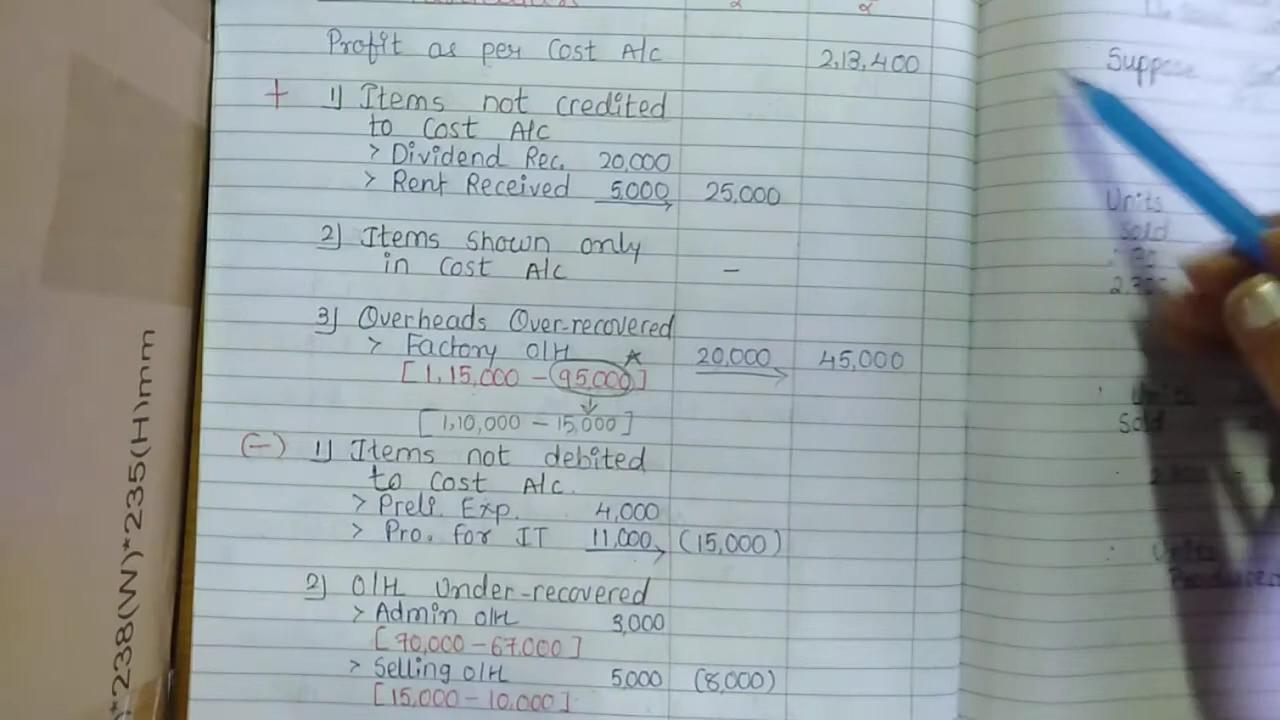 Profit as per Cost A/c 2,13,400
+ 1) Items not credited
to Cost A/c
> Dividend Rec. 20,000
> Rent Received 5,000 25,000
2) Items shown only
in Cost A/c –
3) Overheads Over-recovered
> Factory O/H * 20,000 45,000
[1,15,000 – 95,000]
[1,10,000 – 15,000]
(–) 1) Items not debited
to Cost A/c.
> Preli. Exp. 4,000
> Pro. for IT 11,000 (15,000)
2) O/H Under-recovered
> Admin O/H 3,000
[70,000 – 67,000]
> Selling O/H 5,000 (8,000)
[15,000 – 10,000]
*238(W)*235(H)mm
Suppose
Units
Sold
Units
Sold
Units